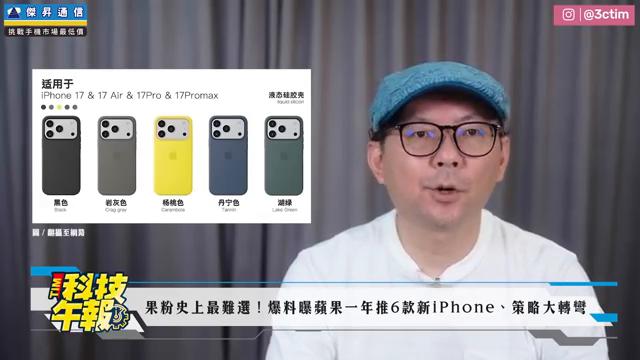 傑昇通信
挑戰手機市場最低價
@3ctim
适用于
iPhone 17 & 17 Air & 17Pro & 17Promax
液态硅胶壳
liquid silicon
黑色
Black
岩灰色
Crag gray
杨桃色
Carambola
丹宁色
Tannin
湖绿
Lake Green
圖 / 翻攝至網路
TIM
科技
午報
果粉史上最難選！爆料曝蘋果一年推6款新iPhone、策略大轉彎